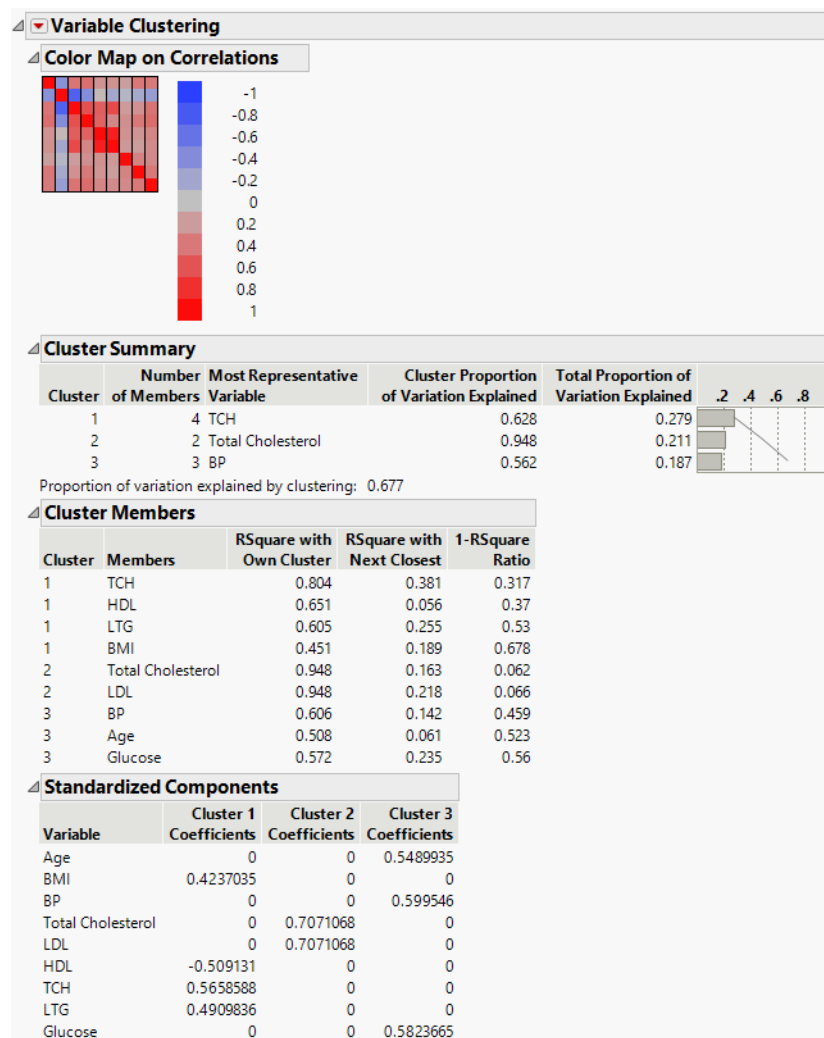 Variable Clustering
Color Map on Correlations
-1
-0.8
-0.6
-0.4
-0.2
0
0.2
0.4
0.6
0.8
1
Cluster Summary
Number Most Representative Cluster Proportion Total Proportion of
Cluster of Members Variable of Variation Explained Variation Explained .2 .4 .6 .8
1 4 TCH 0.628 0.279
2 2 Total Cholesterol 0.948 0.211
3 3 BP 0.562 0.187
Proportion of variation explained by clustering: 0.677
Cluster Members
RSquare with RSquare with 1-RSquare
Cluster Members Own Cluster Next Closest Ratio
1 TCH 0.804 0.381 0.317
1 HDL 0.651 0.056 0.37
1 LTG 0.605 0.255 0.53
1 BMI 0.451 0.189 0.678
2 Total Cholesterol 0.948 0.163 0.062
2 LDL 0.948 0.218 0.066
3 BP 0.606 0.142 0.459
3 Age 0.508 0.061 0.523
3 Glucose 0.572 0.235 0.56
Standardized Components
Cluster 1 Cluster 2 Cluster 3
Variable Coefficients Coefficients Coefficients
Age 0 0 0.5489935
BMI 0.4237035 0 0
BP 0 0 0.599546
Total Cholesterol 0 0.7071068 0
LDL 0 0.7071068 0
HDL -0.509131 0 0
TCH 0.5658588 0 0
LTG 0.4909836 0 0
Glucose 0 0 0.5823665